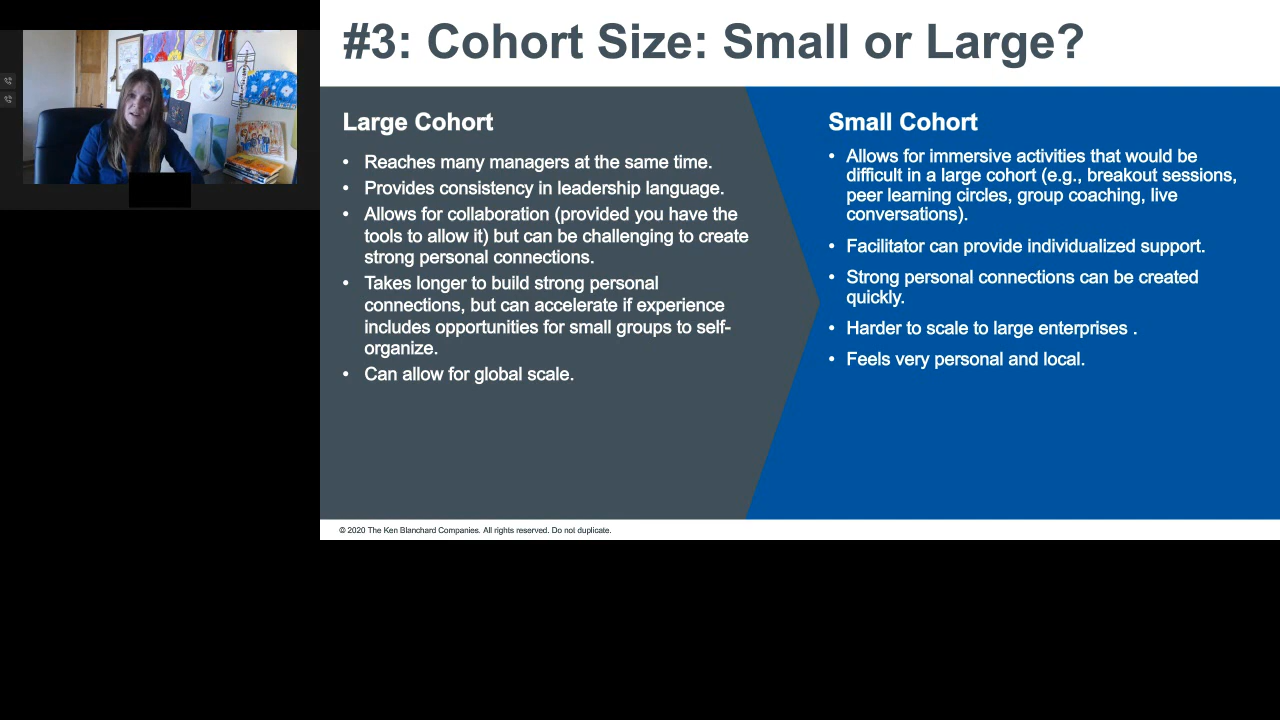 #3: Cohort Size: Small or Large?
Large Cohort
• Reaches many managers at the same time.
• Provides consistency in leadership language.
• Allows for collaboration (provided you have the
tools to allow it) but can be challenging to create
strong personal connections.
• Takes longer to build strong personal
connections, but can accelerate if experience
includes opportunities for small groups to self-
organize.
• Can allow for global scale.
Small Cohort
• Allows for immersive activities that would be
difficult in a large cohort (e.g., breakout sessions,
peer learning circles, group coaching, live
conversations).
• Facilitator can provide individualized support.
• Strong personal connections can be created
quickly.
• Harder to scale to large enterprises .
• Feels very personal and local.
© 2020 The Ken Blanchard Companies. All rights reserved. Do not duplicate.